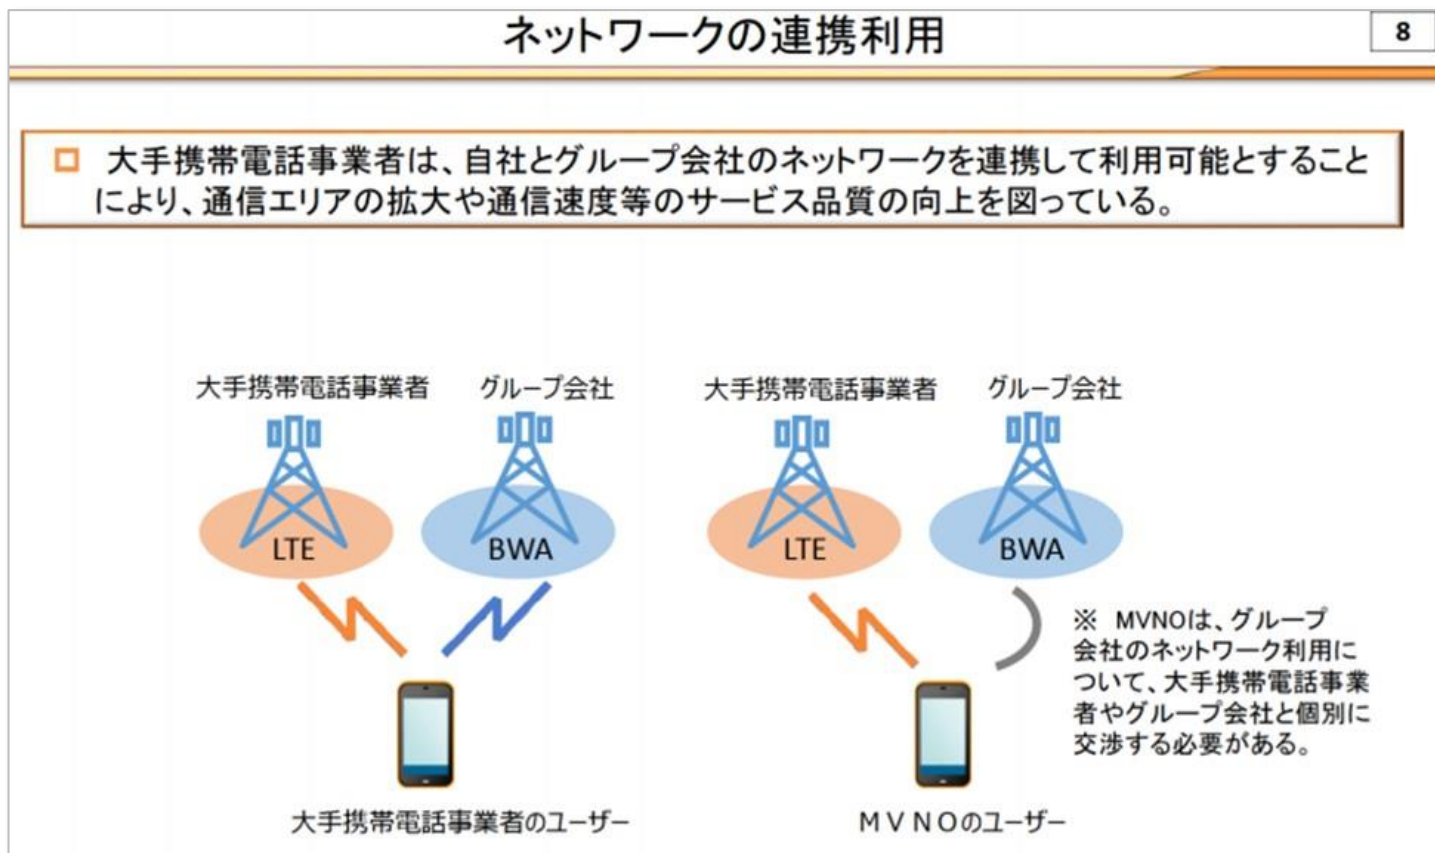 ネットワークの連携利用
8
□ 大手携帯電話事業者は、自社とグループ会社のネットワークを連携して利用可能とすること
により、通信エリアの拡大や通信速度等のサービス品質の向上を図っている。
大手携帯電話事業者 グループ会社 大手携帯電話事業者 グループ会社
LTE BWA LTE BWA
※ MVNOは、グループ
会社のネットワーク利用に
ついて、大手携帯電話事業
者やグループ会社と個別に
交渉する必要がある。
大手携帯電話事業者のユーザー MVNOのユーザー